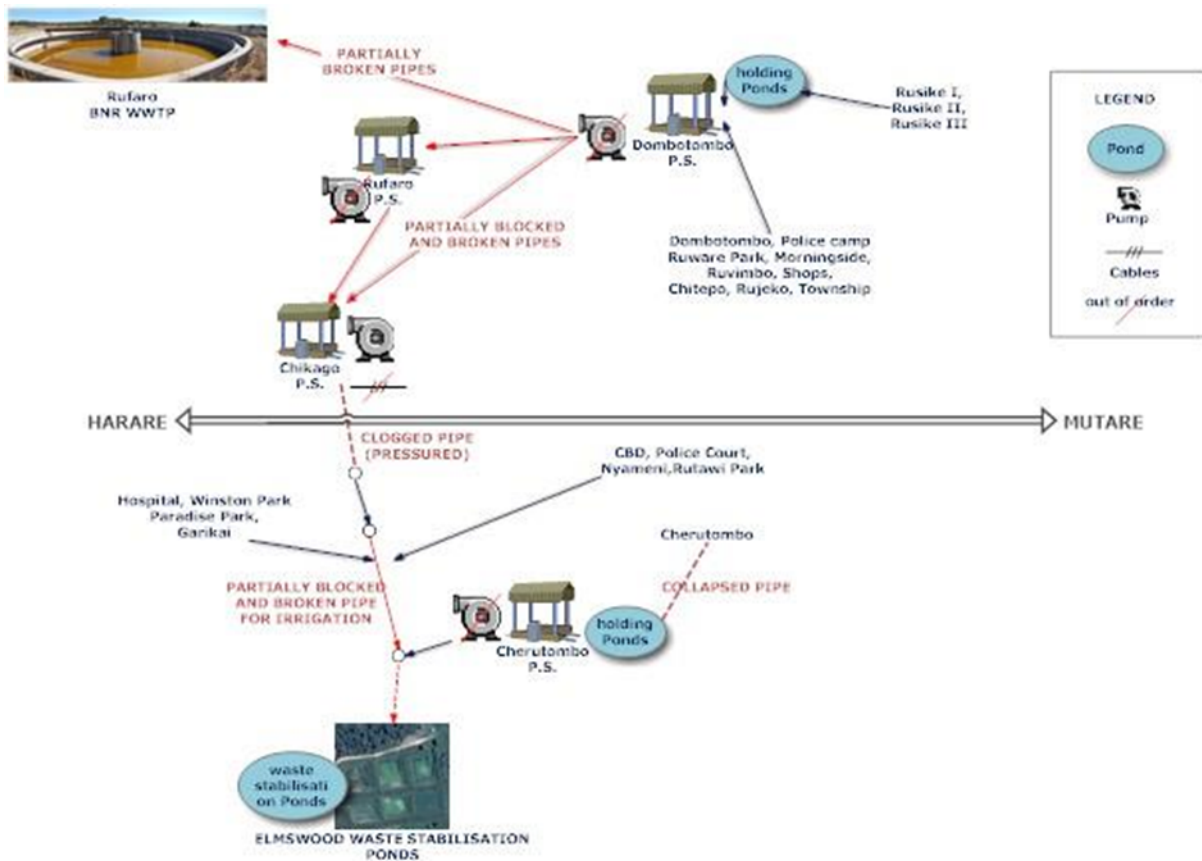 PARTIALLY
BROKEN PIPES
Rufaro
BNR WWTP
holding
Ponds
Rusike I,
Rusike II,
Rusike III
Dombotombo
P.S.
Rufaro
P.S.
PARTIALLY BLOCKED
AND BROKEN PIPES
Dombotombo, Police camp
Ruware Park, Morningside,
Ruvimbo, Shops,
Chitepo, Rujeko, Township
Chikago
P.S.
LEGEND
Pond
Pump
Cables
out of order
HARARE
MUTARE
CLOGGED PIPE
(PRESSURED)
CBD, Police Court,
Nyameni,Rutawi Park
Hospital, Winston Park
Paradise Park,
Garikai
Cherutombo
COLLAPSED PIPE
PARTIALLY BLOCKED
AND BROKEN PIPE
FOR IRRIGATION
holding
Ponds
Cherutombo
P.S.
waste
stabilisati
on Ponds
ELMSWOOD WASTE STABILISATION
PONDS